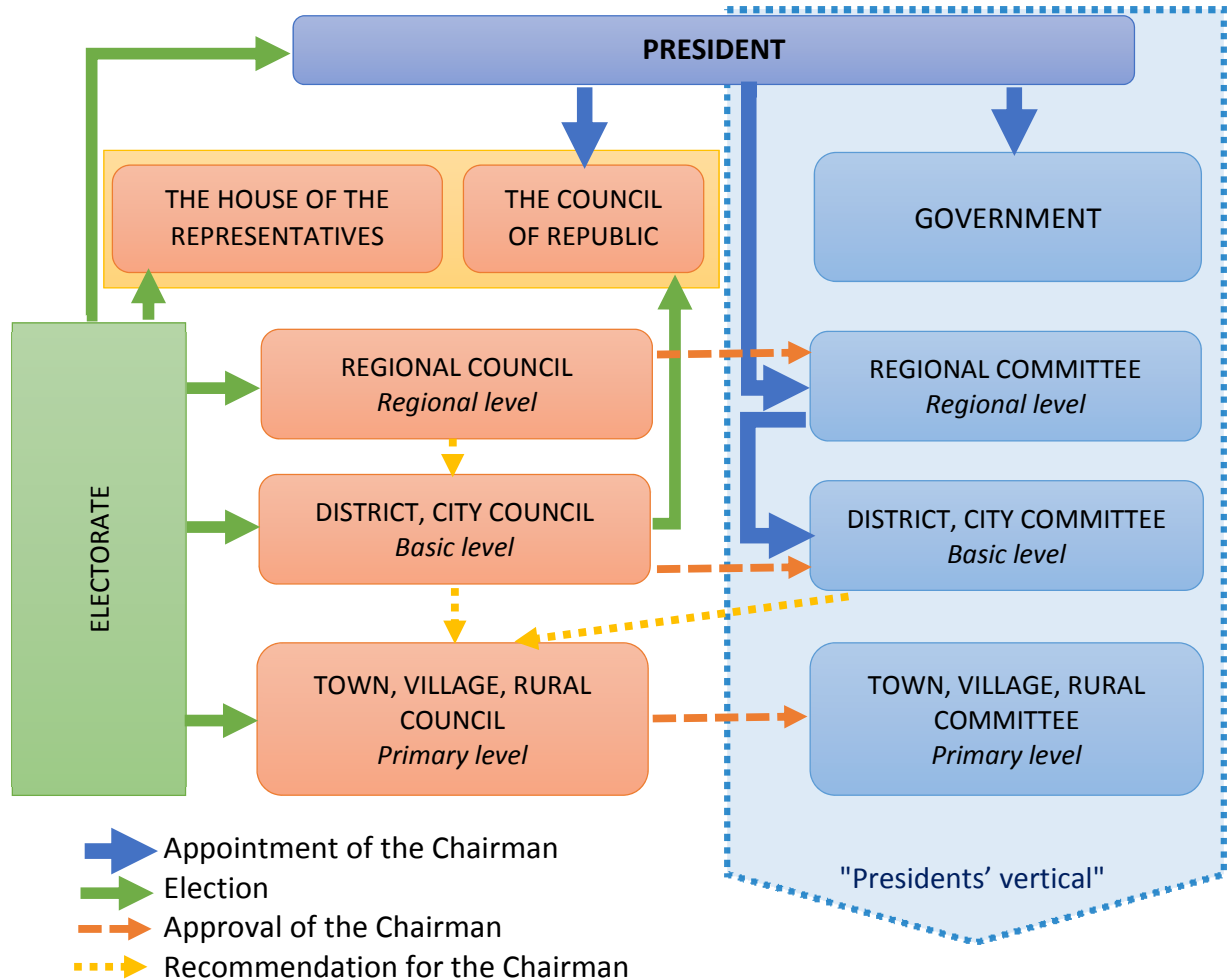 PRESIDENT
THE HOUSE OF THE
REPRESENTATIVES
THE COUNCIL
OF REPUBLIC
GOVERNMENT
ELECTORATE
REGIONAL COUNCIL
Regional level
REGIONAL COMMITTEE
Regional level
DISTRICT, CITY COUNCIL
Basic level
DISTRICT, CITY COMMITTEE
Basic level
TOWN, VILLAGE, RURAL
COUNCIL
Primary level
TOWN, VILLAGE, RURAL
COMMITTEE
Primary level
"Presidents’ vertical"
Appointment of the Chairman
Election
Approval of the Chairman
Recommendation for the Chairman